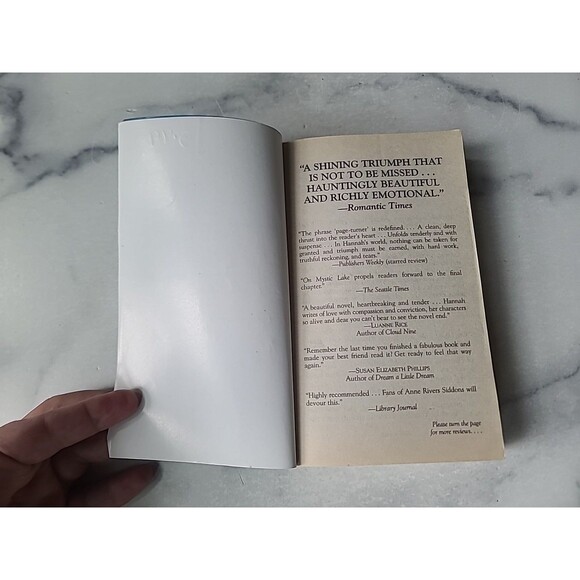 "A SHINING TRIUMPH THAT
IS NOT TO BE MISSED . . .
HAUNTINGLY BEAUTIFUL
AND RICHLY EMOTIONAL."
—Romantic Times
"The phrase 'page-turner' is redefined. . . . A clean, deep
thrust into the reader's heart . . . Unfolds tenderly and with
suspense . . . In Hannah's world, nothing can be taken for
granted and triumph must be earned, with hard work,
truthful reckoning, and tears."
—Publishers Weekly (starred review)
"On Mystic Lake propels readers forward to the final
chapter."
—The Seattle Times
"A beautiful novel, heartbreaking and tender . . . Hannah
writes of love with compassion and conviction, her characters
so alive and dear you can't bear to see the novel end."
—LUANNE RICE
Author of Cloud Nine
"Remember the last time you finished a fabulous book and
made your best friend read it? Get ready to feel that way
again."
—SUSAN ELIZABETH PHILLIPS
Author of Dream a Little Dream
"Highly recommended . . . Fans of Anne Rivers Siddons will
devour this."
—Library Journal
Please turn the page
for more reviews. . . .